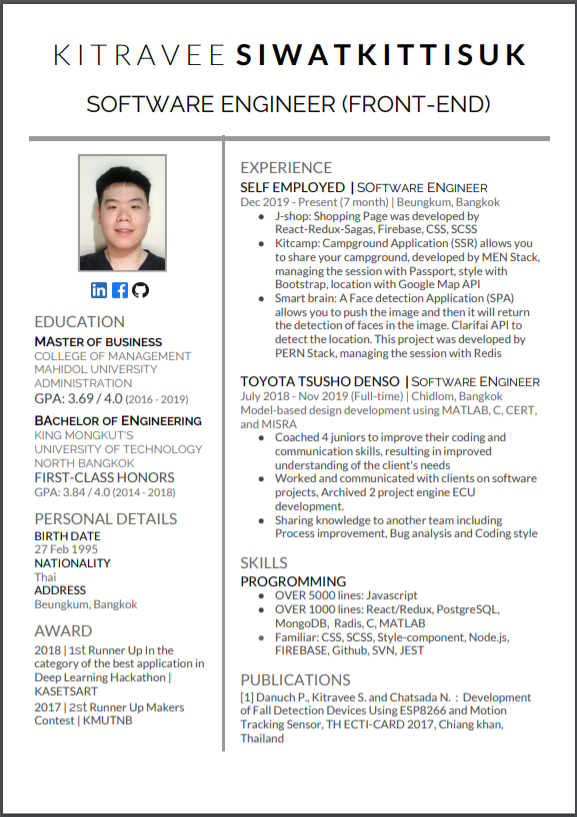 KITRAVEE SIWATKITTISUK
SOFTWARE ENGINEER (FRONT-END)
EDUCATION
MASTER OF BUSINESS
COLLEGE OF MANAGEMENT
MAHIDOL UNIVERSITY
ADMINISTRATION
GPA: 3.69 / 4.0 (2016 - 2019)
BACHELOR OF ENGINEERING
KING MONGKUT'S
UNIVERSITY OF TECHNOLOGY
NORTH BANGKOK
FIRST-CLASS HONORS
GPA: 3.84 / 4.0 (2014 - 2018)
PERSONAL DETAILS
BIRTH DATE
27 Feb 1995
NATIONALITY
Thai
ADDRESS
Beungkum, Bangkok
AWARD
2018 | 1st Runner Up In the
category of the best application in
Deep Learning Hackathon |
KASETSART
2017 | 2st Runner Up Makers
Contest | KMUTNB
EXPERIENCE
SELF EMPLOYED | SOFTWARE ENGINEER
Dec 2019 - Present (7 month) | Beungkum, Bangkok
● J-shop: Shopping Page was developed by
React-Redux-Sagas, Firebase, CSS, SCSS
● Kitcamp: Campground Application (SSR) allows you
to share your campground, developed by MEN Stack,
managing the session with Passport, style with
Bootstrap, location with Google Map API
● Smart brain: A Face detection Application (SPA)
allows you to push the image and then it will return
the detection of faces in the image. Clarifai API to
detect the location. This project was developed by
PERN Stack, managing the session with Redis
TOYOTA TSUSHO DENSO | SOFTWARE ENGINEER
July 2018 - Nov 2019 (Full-time) | Chidlom, Bangkok
Model-based design development using MATLAB, C, CERT,
and MISRA
● Coached 4 juniors to improve their coding and
communication skills, resulting in improved
understanding of the client's needs
● Worked and communicated with clients on software
projects, Archived 2 project engine ECU
development.
● Sharing knowledge to another team including
Process improvement, Bug analysis and Coding style
SKILLS
PROGRAMMING
● OVER 5000 lines: Javascript
● OVER 1000 lines: React/Redux, PostgreSQL,
MongoDB, Radis, C, MATLAB
● Familiar: CSS, SCSS, Style-component, Node.js,
FIREBASE, Github, SVN, JEST
PUBLICATIONS
[1] Danuch P., Kitravee S. and Chatsada N. : Development
of Fall Detection Devices Using ESP8266 and Motion
Tracking Sensor, TH ECTI-CARD 2017, Chiang khan,
Thailand